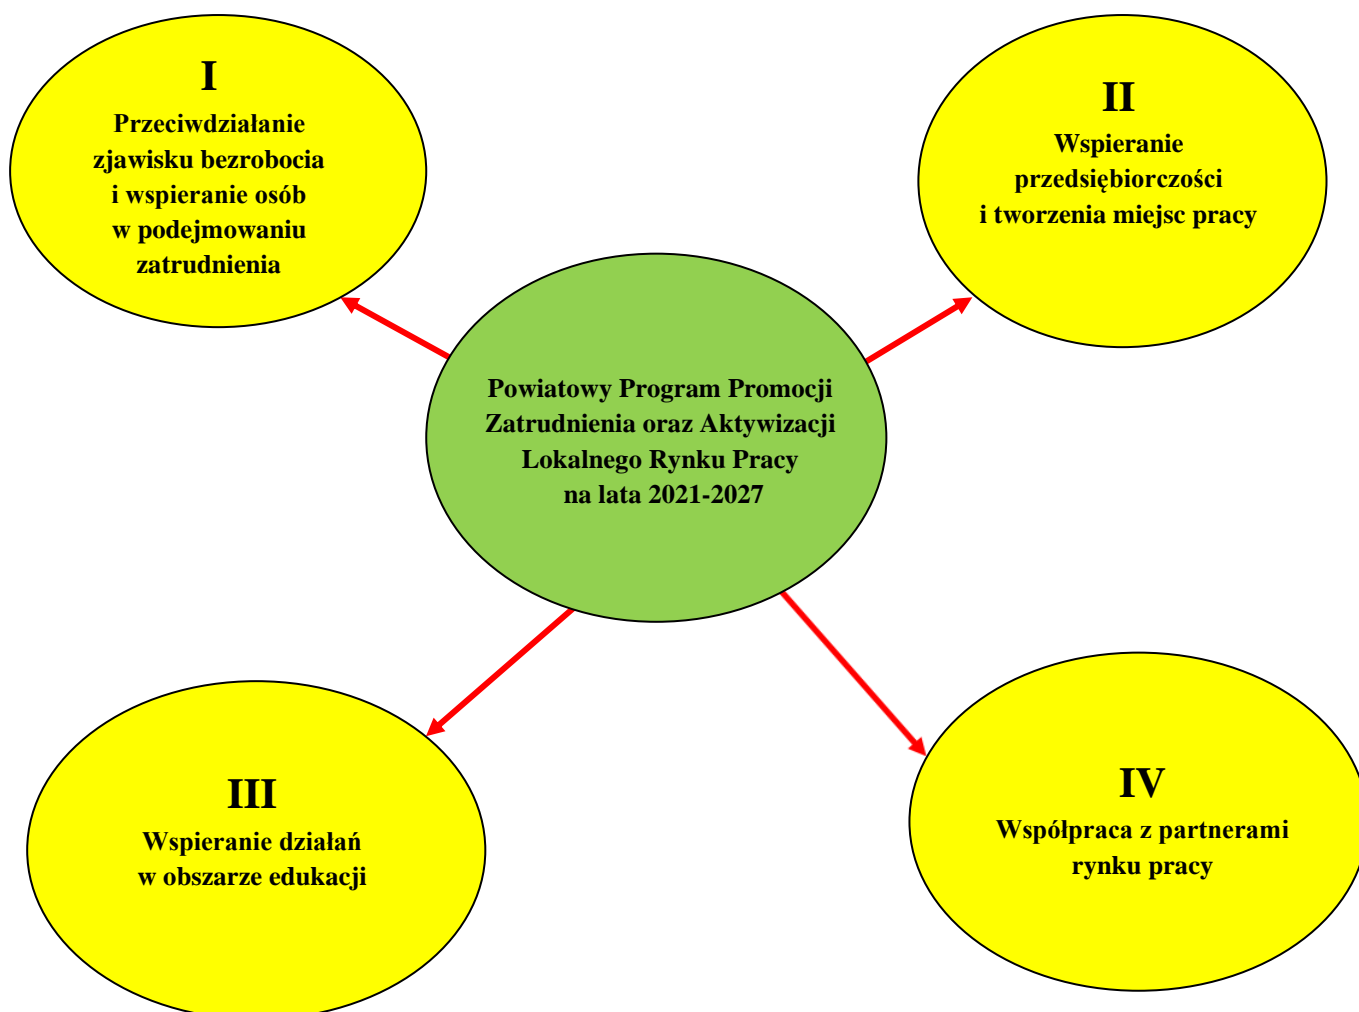 I
Przeciwdziałanie
zjawisku bezrobocia
i wspieranie osób
w podejmowaniu
zatrudnienia
II
Wspieranie
przedsiębiorczości
i tworzenia miejsc pracy
Powiatowy Program Promocji
Zatrudnienia oraz Aktywizacji
Lokalnego Rynku Pracy
na lata 2021-2027
III
Wspieranie działań
w obszarze edukacji
IV
Współpraca z partnerami
rynku pracy